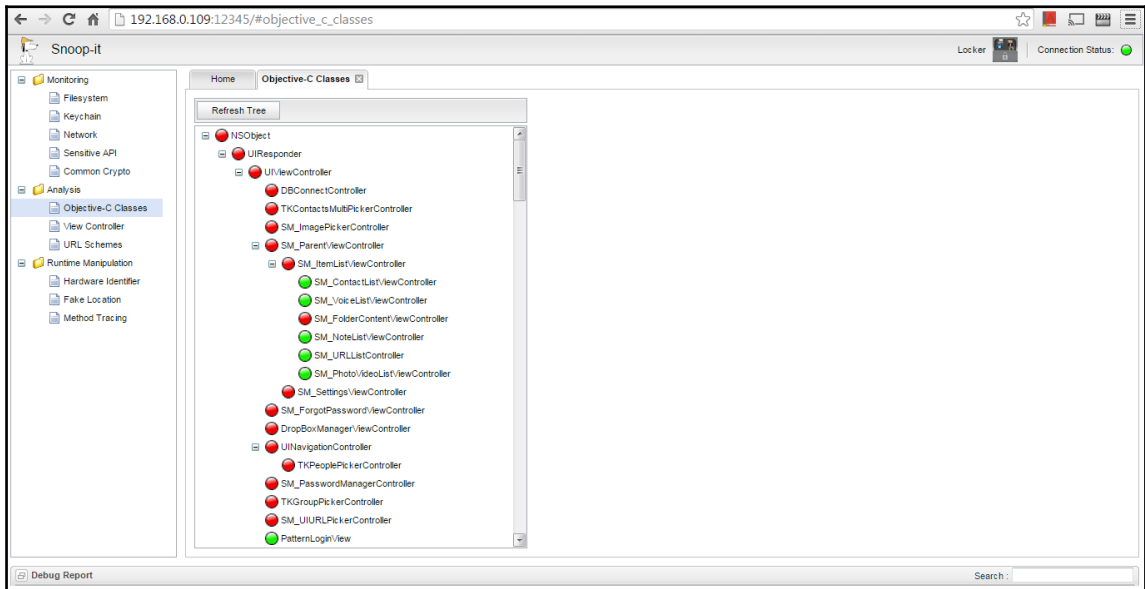 192.168.0.109:12345/#objective_c_classes
Snoop-it
Locker
Connection Status:
Monitoring
Filesystem
Keychain
Network
Sensitive API
Common Crypto
Analysis
Objective-C Classes
View Controller
URL Schemes
Runtime Manipulation
Hardware Identifier
Fake Location
Method Tracing
Home
Objective-C Classes
Refresh Tree
NSObject
UIResponder
UIViewController
DBConnectController
TKContactsMultiPickerController
SM_ImagePickerController
SM_ParentViewController
SM_ItemListViewController
SM_ContactListViewController
SM_VoiceListViewController
SM_FolderContentViewController
SM_NoteListViewController
SM_URLListController
SM_PhotoVideoListViewController
SM_SettingsViewController
SM_ForgotPasswordViewController
DropBoxManagerViewController
UINavigationController
TKPeoplePickerController
SM_PasswordManagerController
TKGroupPickerController
SM_UIURLPickerController
PatternLoginView
Debug Report
Search :